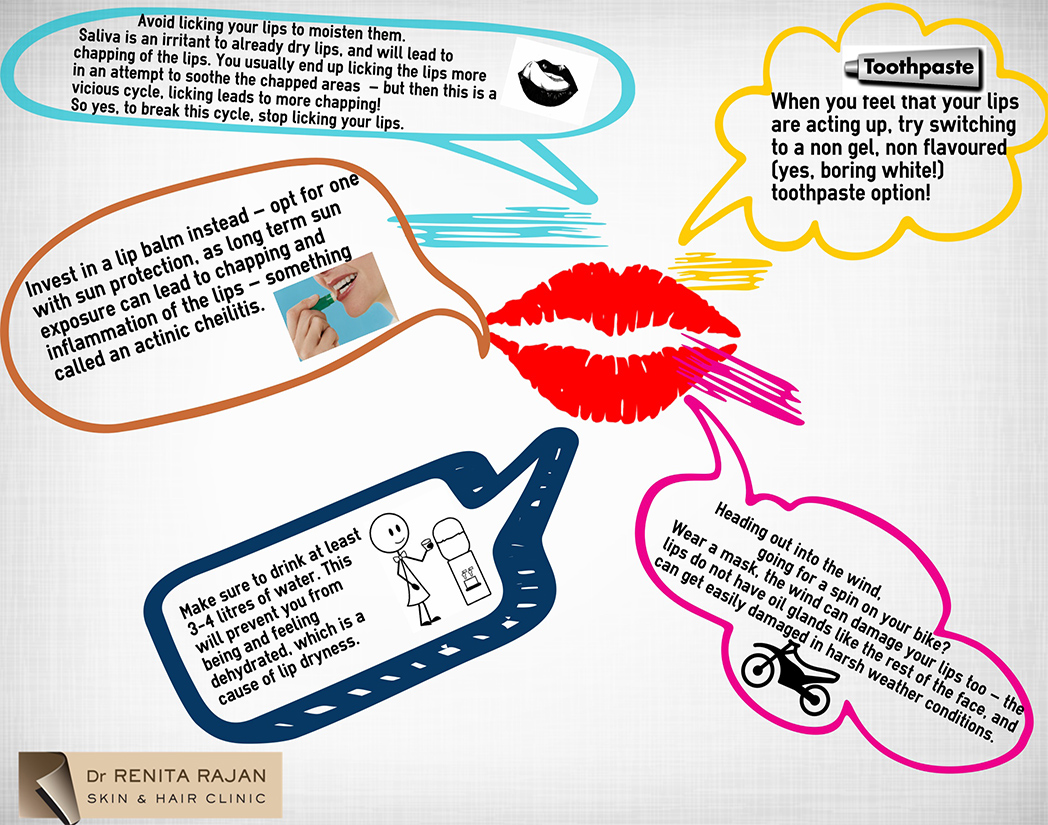 Avoid licking your lips to moisten them.
Saliva is an irritant to already dry lips, and will lead to
chapping of the lips. You usually end up licking the lips more
in an attempt to soothe the chapped areas – but then this is a
vicious cycle, licking leads to more chapping!
So yes, to break this cycle, stop licking your lips.
Toothpaste
When you feel that your lips
are acting up, try switching
to a non gel, non flavoured
(yes, boring white!)
toothpaste option!
Invest in a lip balm instead – opt for one
with sun protection, as long term sun
exposure can lead to chapping and
inflammation of the lips – something
called an actinic cheilitis.
Make sure to drink at least
3-4 litres of water. This
will prevent you from
being and feeling
dehydrated, which is a
cause of lip dryness.
Heading out into the wind,
going for a spin on your bike?
Wear a mask, the wind can damage your lips too – the
lips do not have oil glands like the rest of the face, and
can get easily damaged in harsh weather conditions.
Dr RENITA RAJAN
SKIN & HAIR CLINIC